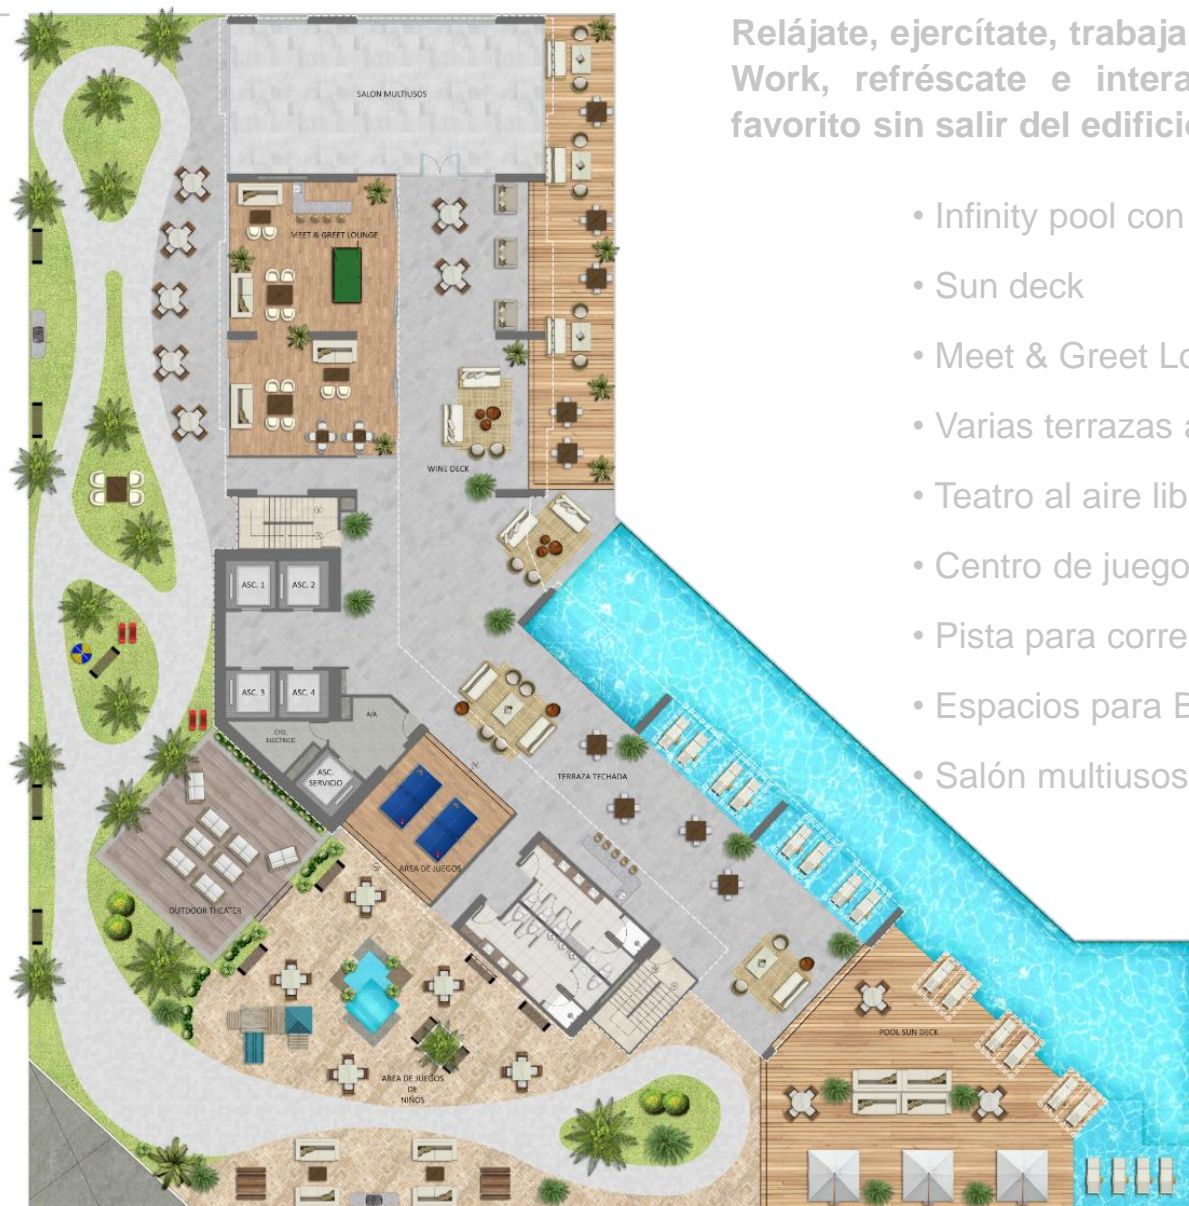 Relájate, ejercítate, trabaja
Work, refréscate e intera
favorito sin salir del edifici
• Infinity pool con
• Sun deck
• Meet & Greet Lo
• Varias terrazas a
• Teatro al aire lib
• Centro de juego
• Pista para corre
• Espacios para B
• Salón multiusos
SALON MULTIUSOS
MEET & GREET LOUNGE
WINE DECK
ASC. 1
ASC. 2
ASC. 3
ASC. 4
A/A
CTO.
ELECTRICO
ASC.
SERVICIO
TERRAZA TECHADA
AREA DE JUEGOS
OUTDOOR THEATER
POOL SUN DECK
AREA DE JUEGOS
DE
NIÑOS